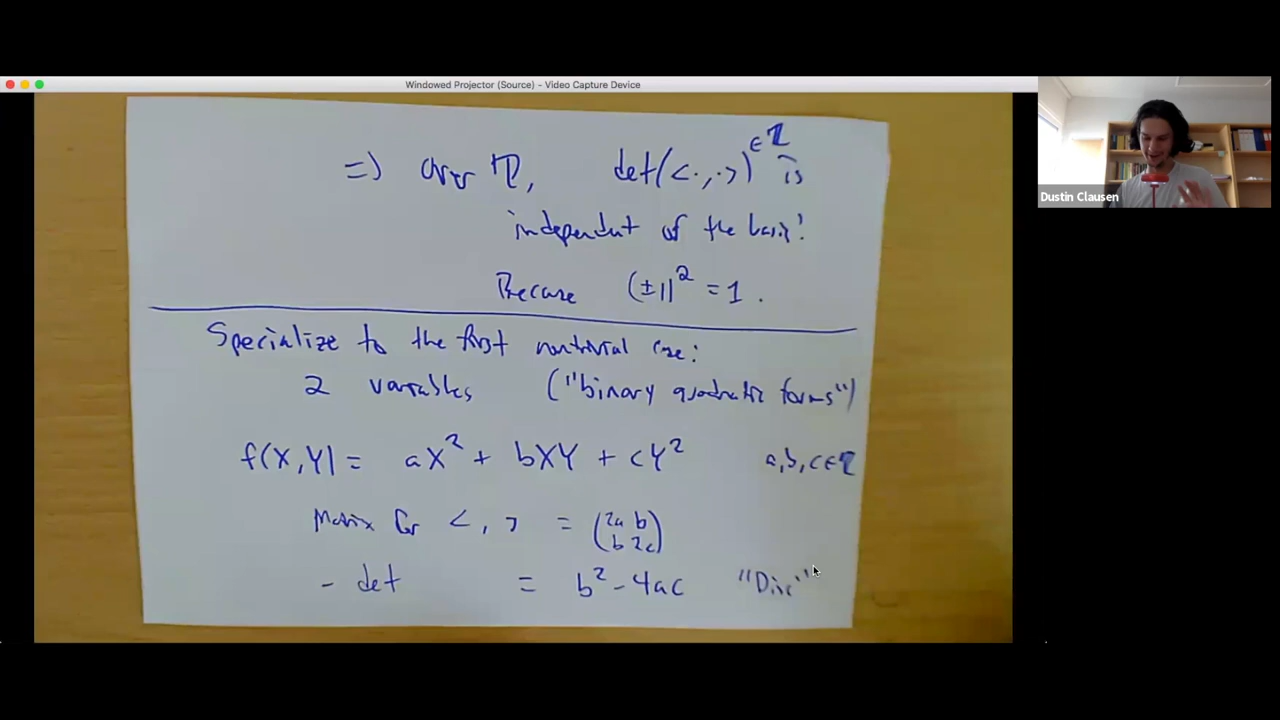 Windowed Projector (Source) - Video Capture Device
=> over ℤ, det(<·,·>) ∈ ℤ is
independent of the basis!
Because (±1)² = 1.
Specialize to the first nontrivial case:
2 variables ("binary quadratic forms")
f(X,Y) = aX² + bXY + cY² a,b,c∈ℤ
Matrix for < , > = (2a b
b 2c)
- det = b² - 4ac "Disc"
Dustin Clausen